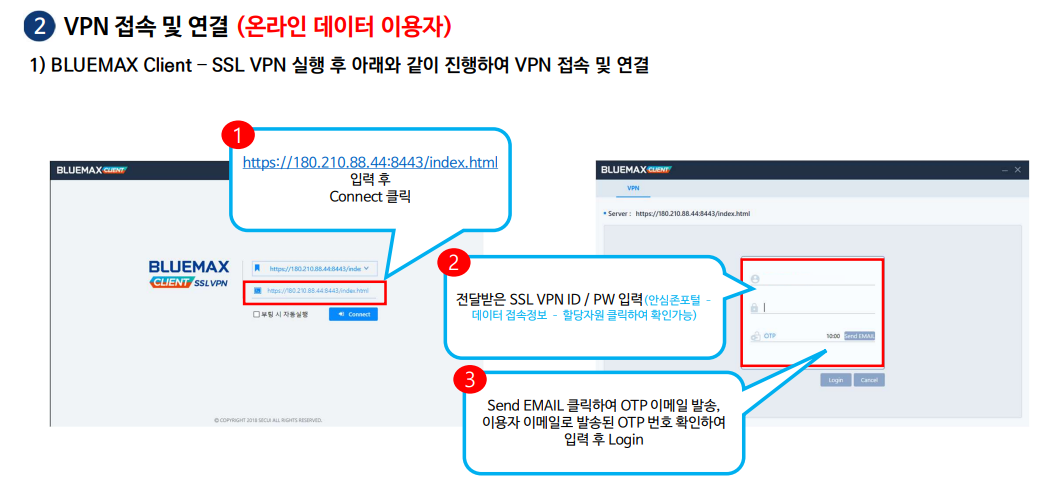 2 VPN 접속 및 연결 (온라인 데이터 이용자)
1) BLUEMAX Client – SSL VPN 실행 후 아래와 같이 진행하여 VPN 접속 및 연결
1
https://180.210.88.44:8443/index.html
입력 후
Connect 클릭
BLUEMAX CLIENT
BLUEMAX
CLIENT SSLVPN
https://180.210.88.44:8443/inde
https://180.210.88.44:8443/index.html
부팅 시 자동실행
Connect
© COPYRIGHT 2018 SECUI ALL RIGHTS RESERVED.
BLUEMAX CLIENT
VPN
Server : https://180.210.88.44:8443/index.html
2
전달받은 SSL VPN ID / PW 입력(안심존포털 -
데이터 접속정보 - 할당자원 클릭하여 확인가능)
OTP 10:00 Send EMAIL
Login Cancel
3
Send EMAIL 클릭하여 OTP 이메일 발송,
이용자 이메일로 발송된 OTP 번호 확인하여
입력 후 Login